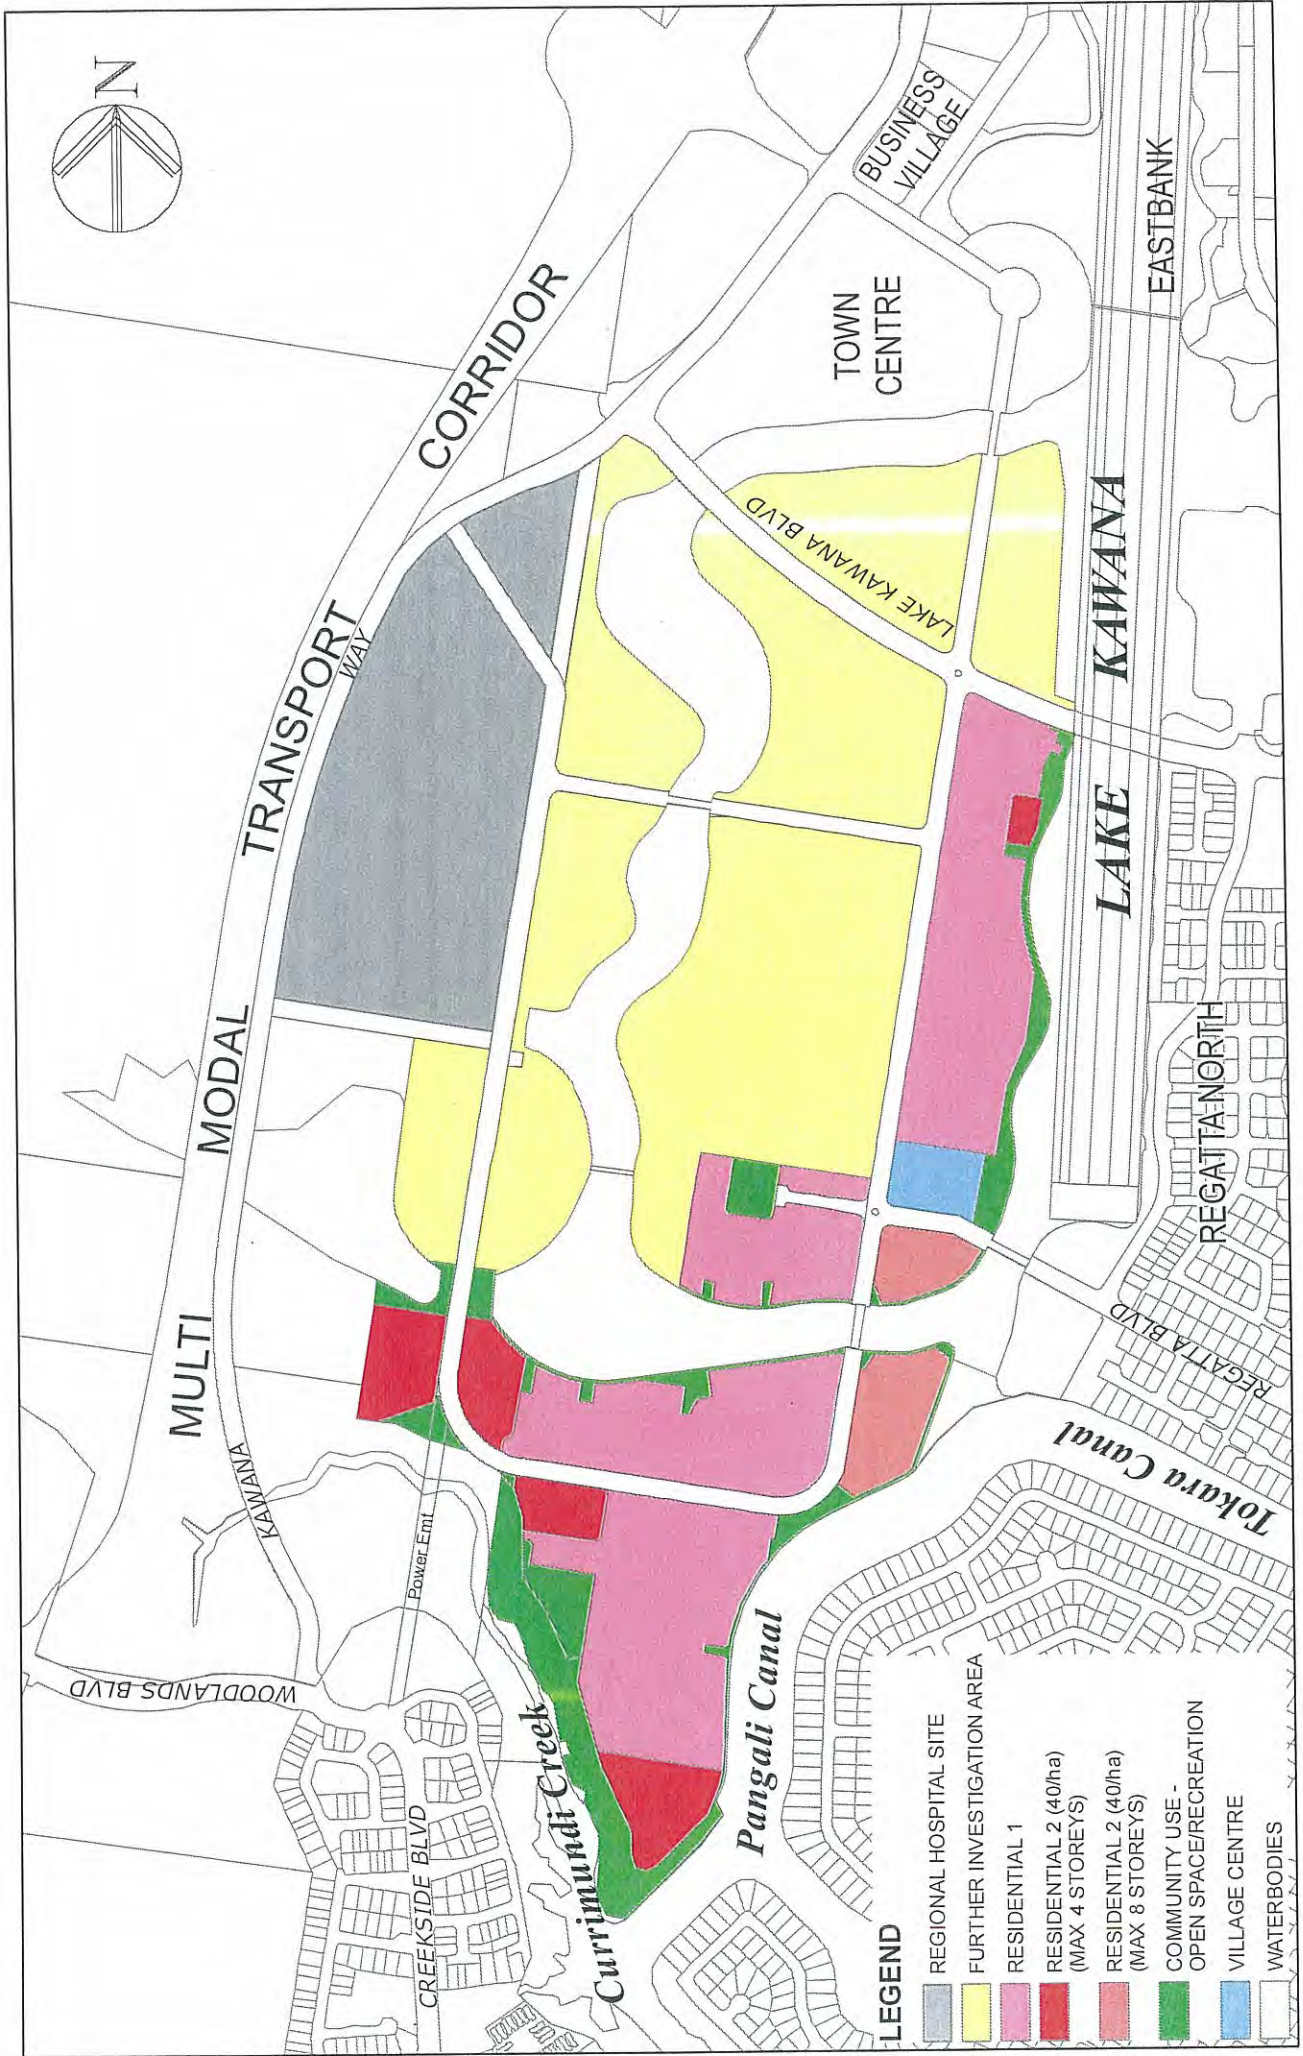 N
MULTI MODAL TRANSPORT CORRIDOR
KAWANA WAY
BUSINESS
VILLAGE
TOWN
CENTRE
EASTBANK
LAKE KAWANA BLVD
LAKE KAWANA
WOODLANDS BLVD
Power Emt
CREEKSIDE BLVD
Currimundi Creek
Pangali Canal
Tokara Canal
REGATTA BLVD
REGATTA NORTH
LEGEND
REGIONAL HOSPITAL SITE
FURTHER INVESTIGATION AREA
RESIDENTIAL 1
RESIDENTIAL 2 (40/ha)
(MAX 4 STOREYS)
RESIDENTIAL 2 (40/ha)
(MAX 8 STOREYS)
COMMUNITY USE -
OPEN SPACE/RECREATION
VILLAGE CENTRE
WATERBODIES